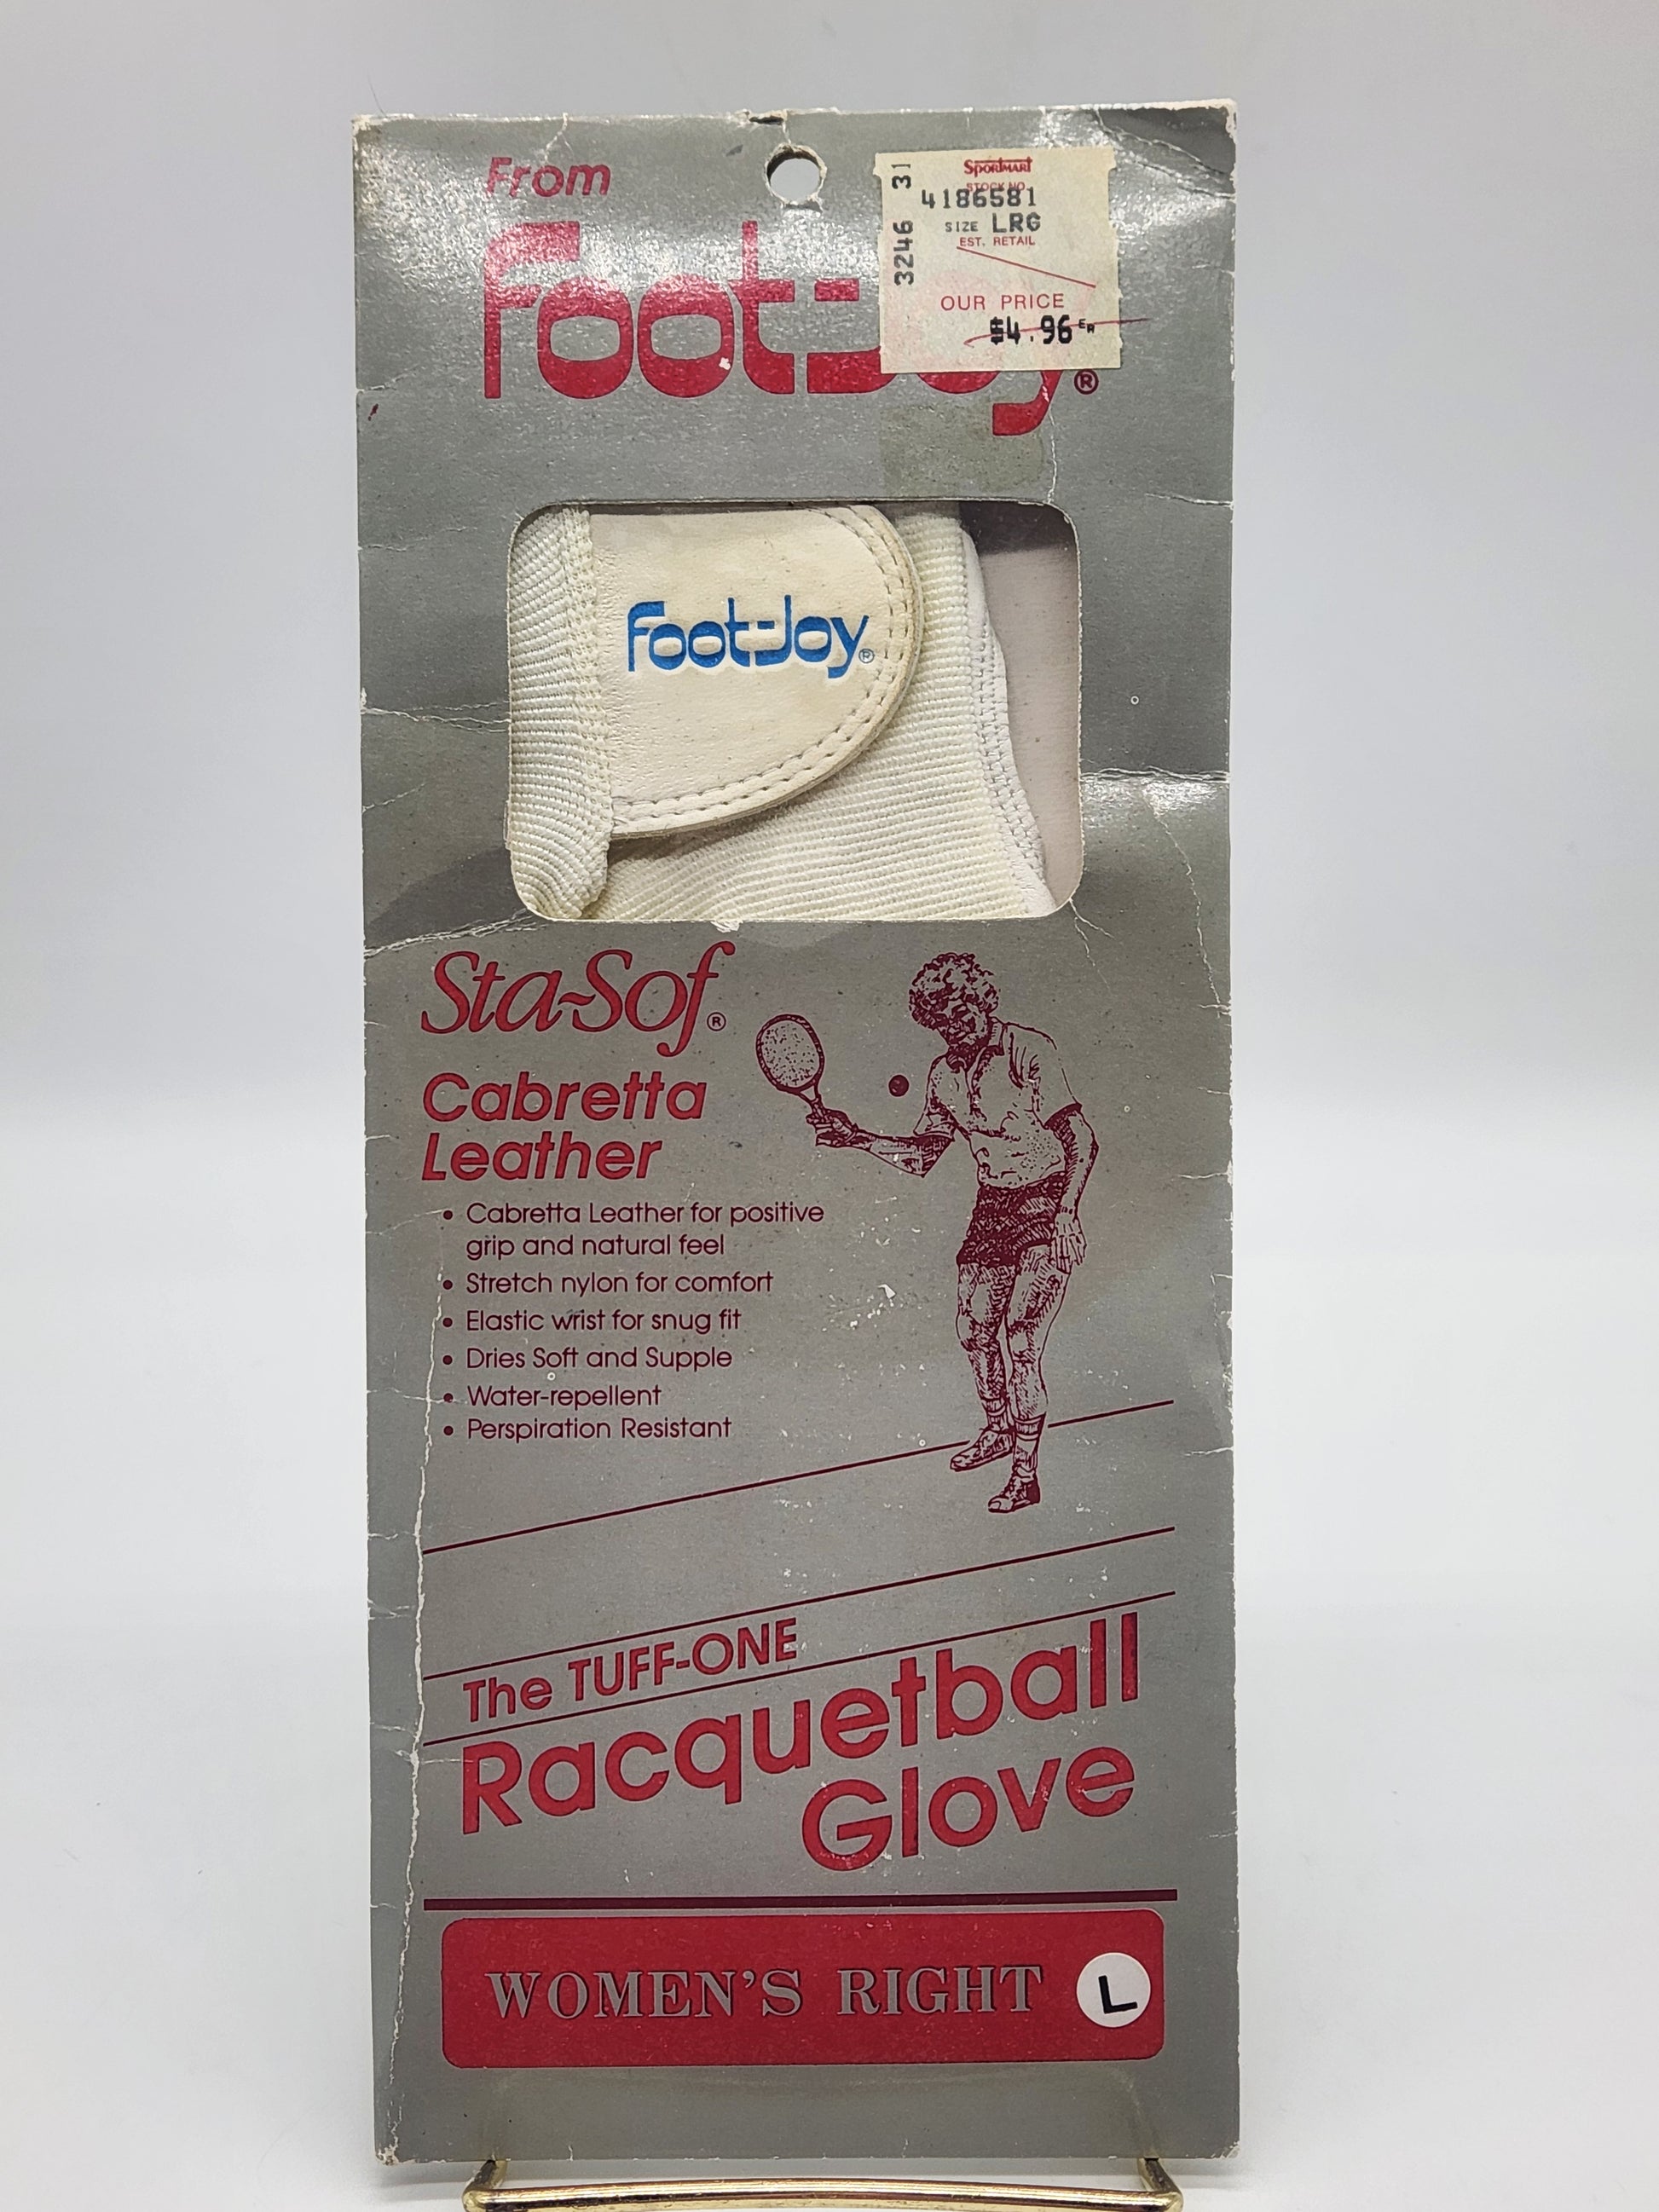 From
Foot-Joy®
Sportmart
STOCK NO.
4186581
SIZE LRG
EST. RETAIL
OUR PRICE
$4.96 EA
3246 31
Foot-Joy®
Sta-Sof®
Cabretta
Leather
• Cabretta Leather for positive
grip and natural feel
• Stretch nylon for comfort
• Elastic wrist for snug fit
• Dries Soft and Supple
• Water-repellent
• Perspiration Resistant
The TUFF-ONE
Racquetball
Glove
WOMEN'S RIGHT L